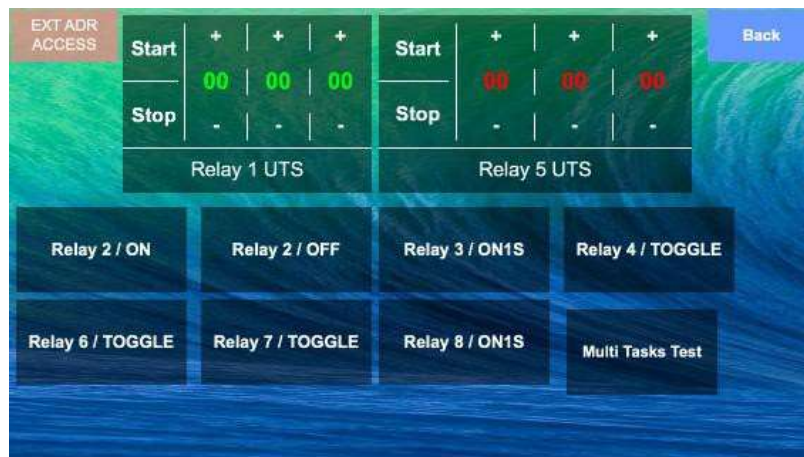 EXT ADR
ACCESS
Start
+ + +
00 00 00
Stop
- - -
Relay 1 UTS
Start
+ + +
00 00 00
Stop
- - -
Relay 5 UTS
Back
Relay 2 / ON
Relay 2 / OFF
Relay 3 / ON1S
Relay 4 / TOGGLE
Relay 6 / TOGGLE
Relay 7 / TOGGLE
Relay 8 / ON1S
Multi Tasks Test